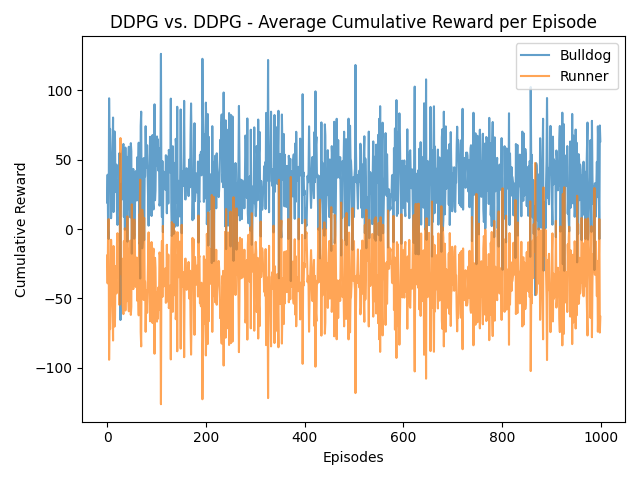 DDPG vs. DDPG - Average Cumulative Reward per Episode
Bulldog
Runner
Cumulative Reward
100
50
0
−50
−100
0
200
400
600
800
1000
Episodes